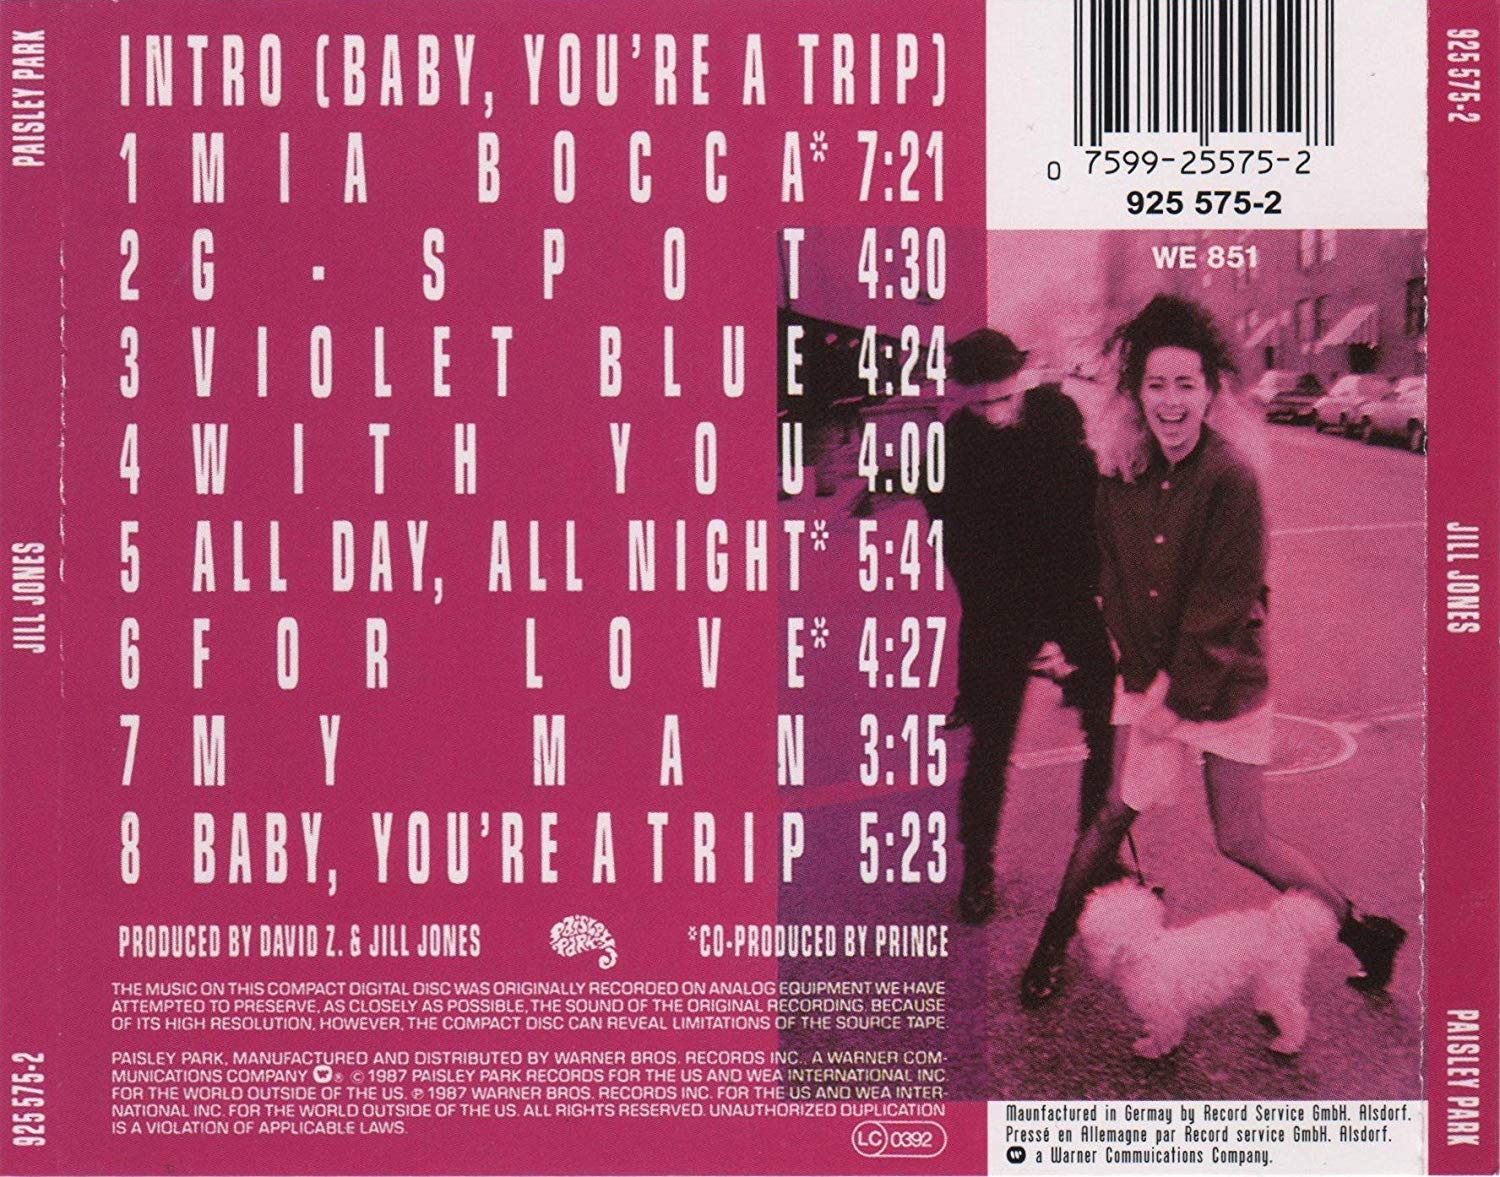 PAISLEY PARK
JILL JONES
925 575-2
INTRO (BABY, YOU'RE A TRIP)
1 MIA BOCCA* 7:21
2 G-SPOT 4:30
3 VIOLET BLUE 4:24
4 WITH YOU 4:00
5 ALL DAY, ALL NIGHT* 5:41
6 FOR LOVE* 4:27
7 MY MAN 3:15
8 BABY, YOU'RE A TRIP 5:23
PRODUCED BY DAVID Z. & JILL JONES
PAISLEY PARK
*CO-PRODUCED BY PRINCE
THE MUSIC ON THIS COMPACT DIGITAL DISC WAS ORIGINALLY RECORDED ON ANALOG EQUIPMENT. WE HAVE
ATTEMPTED TO PRESERVE, AS CLOSELY AS POSSIBLE, THE SOUND OF THE ORIGINAL RECORDING. BECAUSE
OF ITS HIGH RESOLUTION, HOWEVER, THE COMPACT DISC CAN REVEAL LIMITATIONS OF THE SOURCE TAPE.
PAISLEY PARK, MANUFACTURED AND DISTRIBUTED BY WARNER BROS. RECORDS INC., A WARNER COM-
MUNICATIONS COMPANY ® © 1987 PAISLEY PARK RECORDS FOR THE US AND WEA INTERNATIONAL INC.
FOR THE WORLD OUTSIDE OF THE US. ℗ 1987 WARNER BROS. RECORDS INC. FOR THE US AND WEA INTER-
NATIONAL INC. FOR THE WORLD OUTSIDE OF THE US. ALL RIGHTS RESERVED. UNAUTHORIZED DUPLICATION
IS A VIOLATION OF APPLICABLE LAWS.
LC 0392
0 7599-25575-2
925 575-2
WE 851
Maunfactured in Germay by Record Service GmbH. Alsdorf.
Pressé en Allemagne par Record service GmbH. Alsdorf.
a Warner Commuications Company.
925 575-2
JILL JONES
PAISLEY PARK